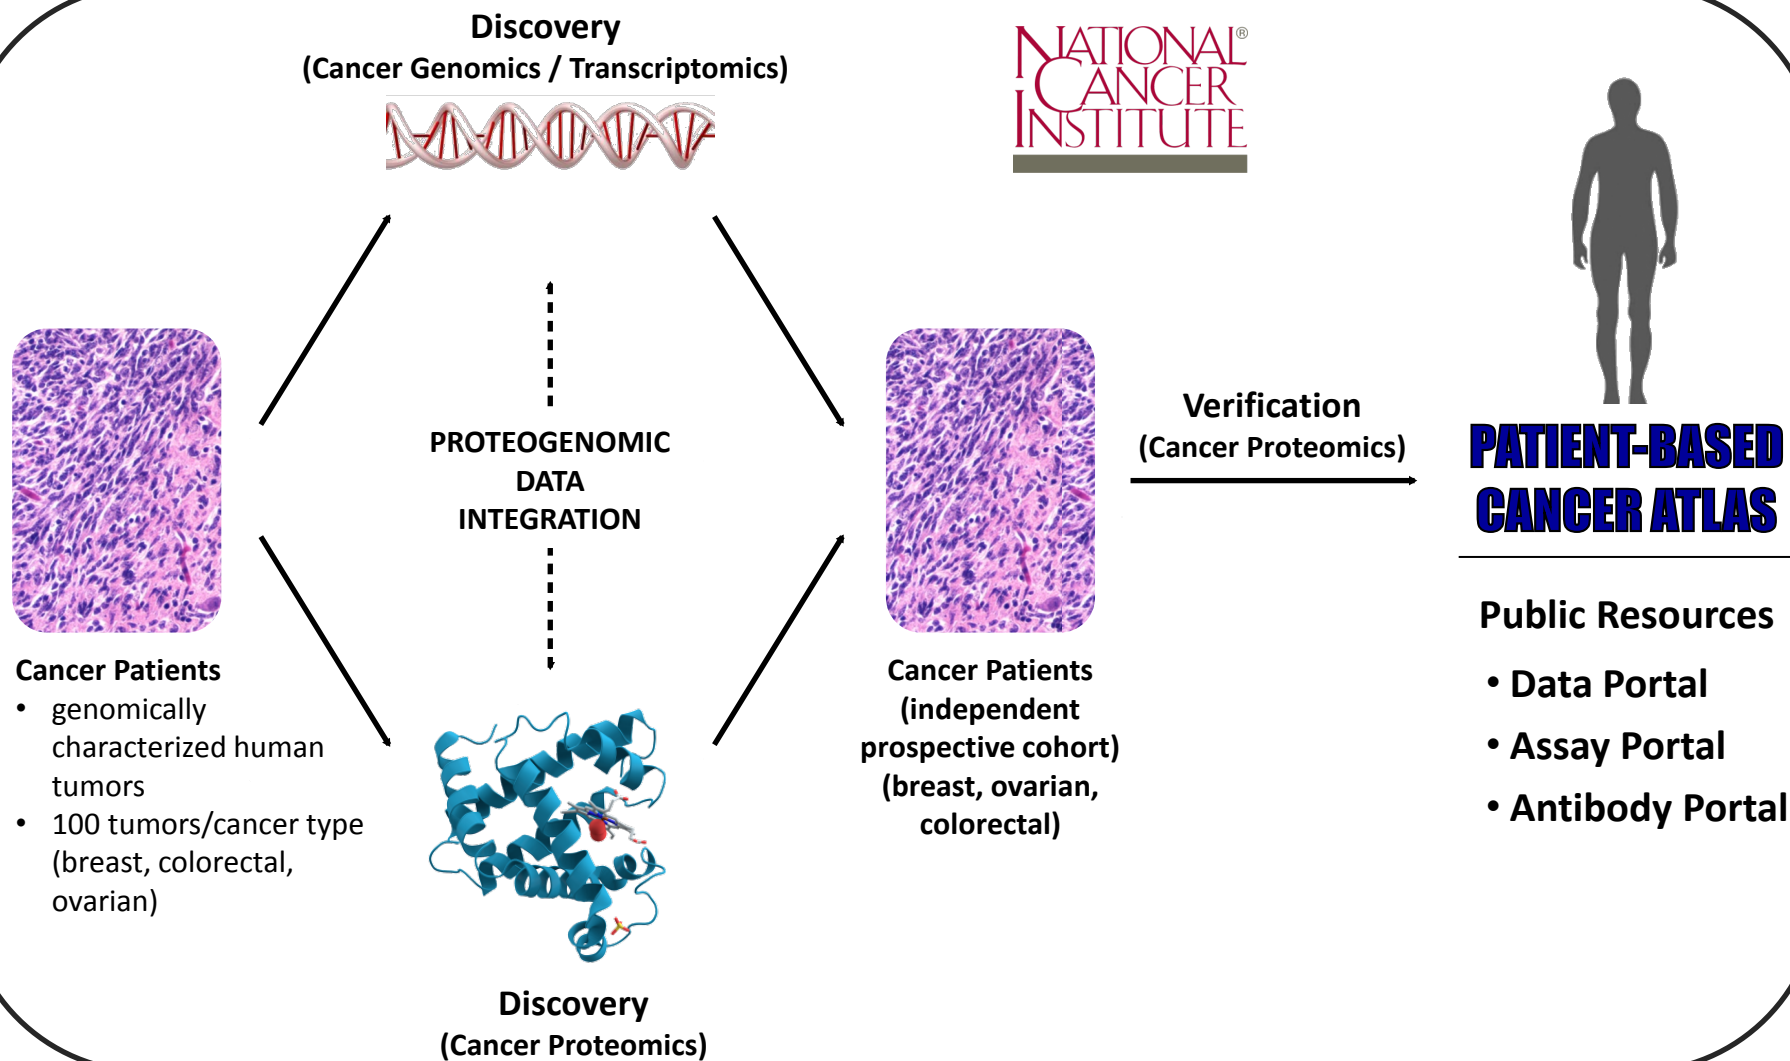 Discovery
(Cancer Genomics / Transcriptomics)
NATIONAL®
CANCER
INSTITUTE
PROTEOGENOMIC
DATA
INTEGRATION
Verification
(Cancer Proteomics)
PATIENT-BASED
CANCER ATLAS
Public Resources
• Data Portal
• Assay Portal
• Antibody Portal
Cancer Patients
• genomically
characterized human
tumors
• 100 tumors/cancer type
(breast, colorectal,
ovarian)
Cancer Patients
(independent
prospective cohort)
(breast, ovarian,
colorectal)
Discovery
(Cancer Proteomics)